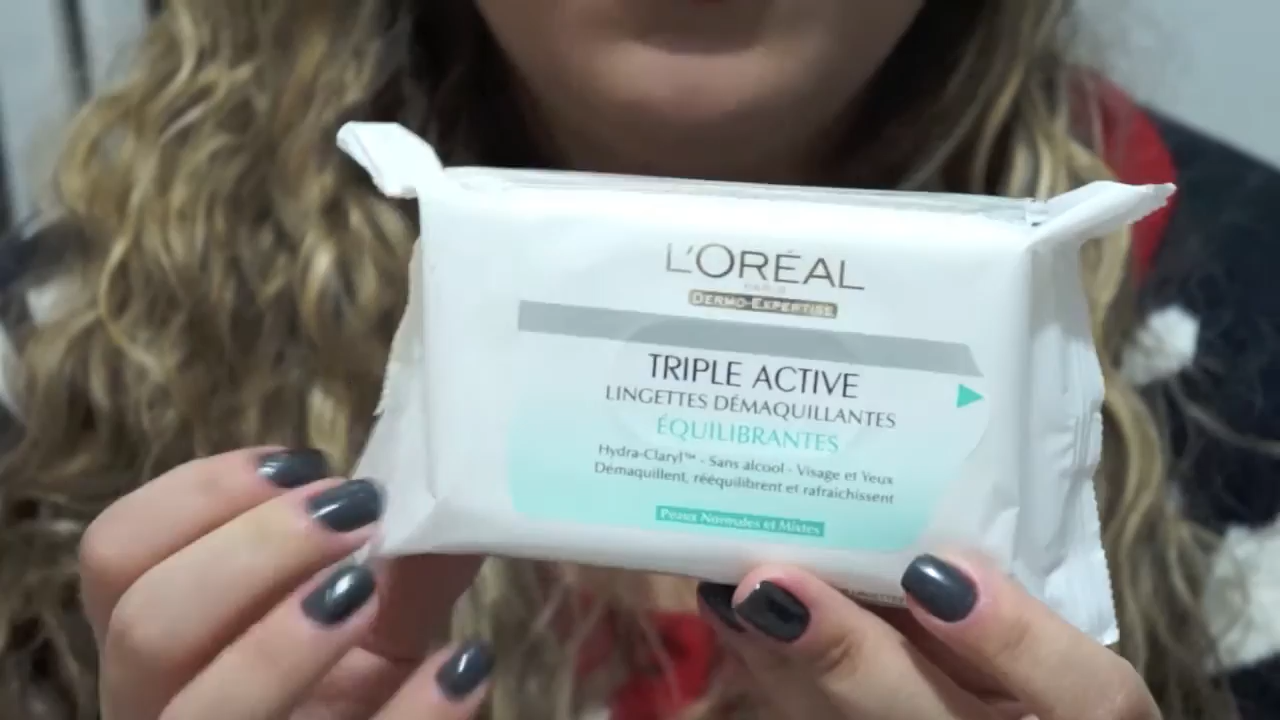 L'ORÉAL
PARIS
DERMO-EXPERTISE
TRIPLE ACTIVE
LINGETTES DÉMAQUILLANTES
ÉQUILIBRANTES
Hydra-Claryl™ - Sans alcool - Visage et Yeux
Démaquillent, rééquilibrent et rafraichissent
Peaux Normales et Mixtes